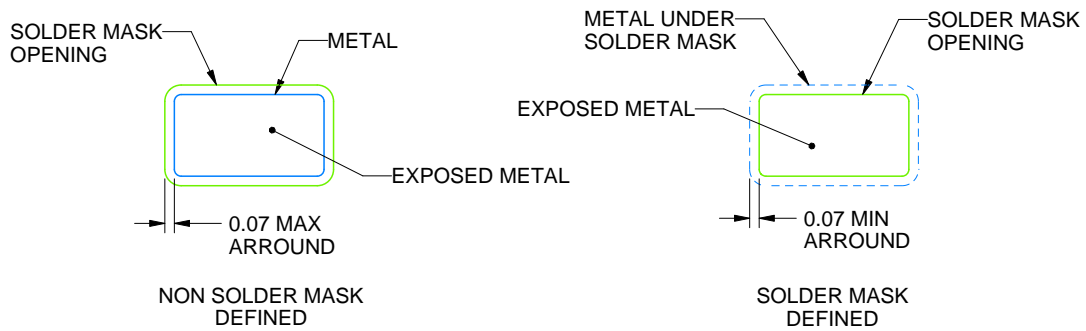 SOLDER MASK
OPENING
METAL
EXPOSED METAL
0.07 MAX
ARROUND
NON SOLDER MASK
DEFINED
METAL UNDER
SOLDER MASK
SOLDER MASK
OPENING
EXPOSED METAL
0.07 MIN
ARROUND
SOLDER MASK
DEFINED